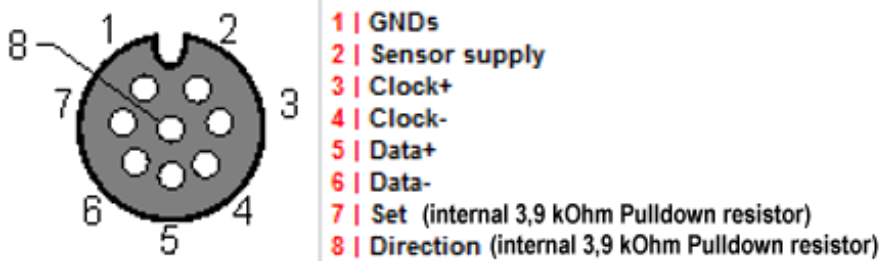 1 2
8
7 3
6 4
5
1 | GNDs
2 | Sensor supply
3 | Clock+
4 | Clock-
5 | Data+
6 | Data-
7 | Set (internal 3,9 kOhm Pulldown resistor)
8 | Direction (internal 3,9 kOhm Pulldown resistor)